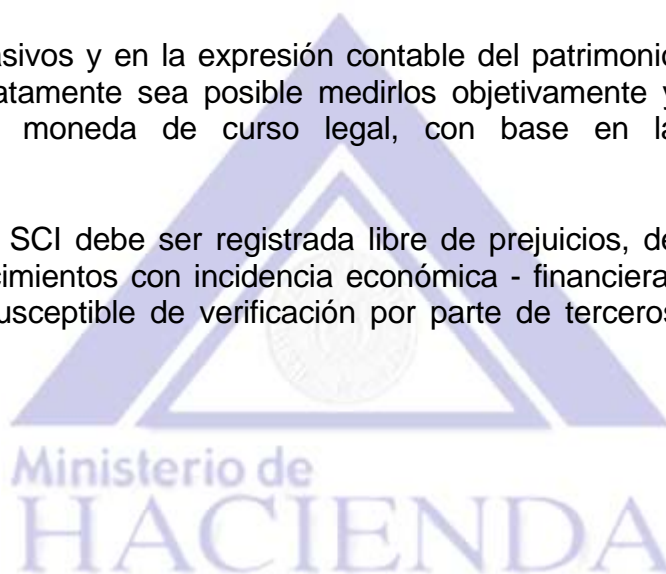 asivos y en la expresión contable del patrimonio
atamente sea posible medirlos objetivamente y
moneda de curso legal, con base en la
SCI debe ser registrada libre de prejuicios, de
cimientos con incidencia económica - financiera,
usceptible de verificación por parte de terceros
Ministerio de
HACIENDA